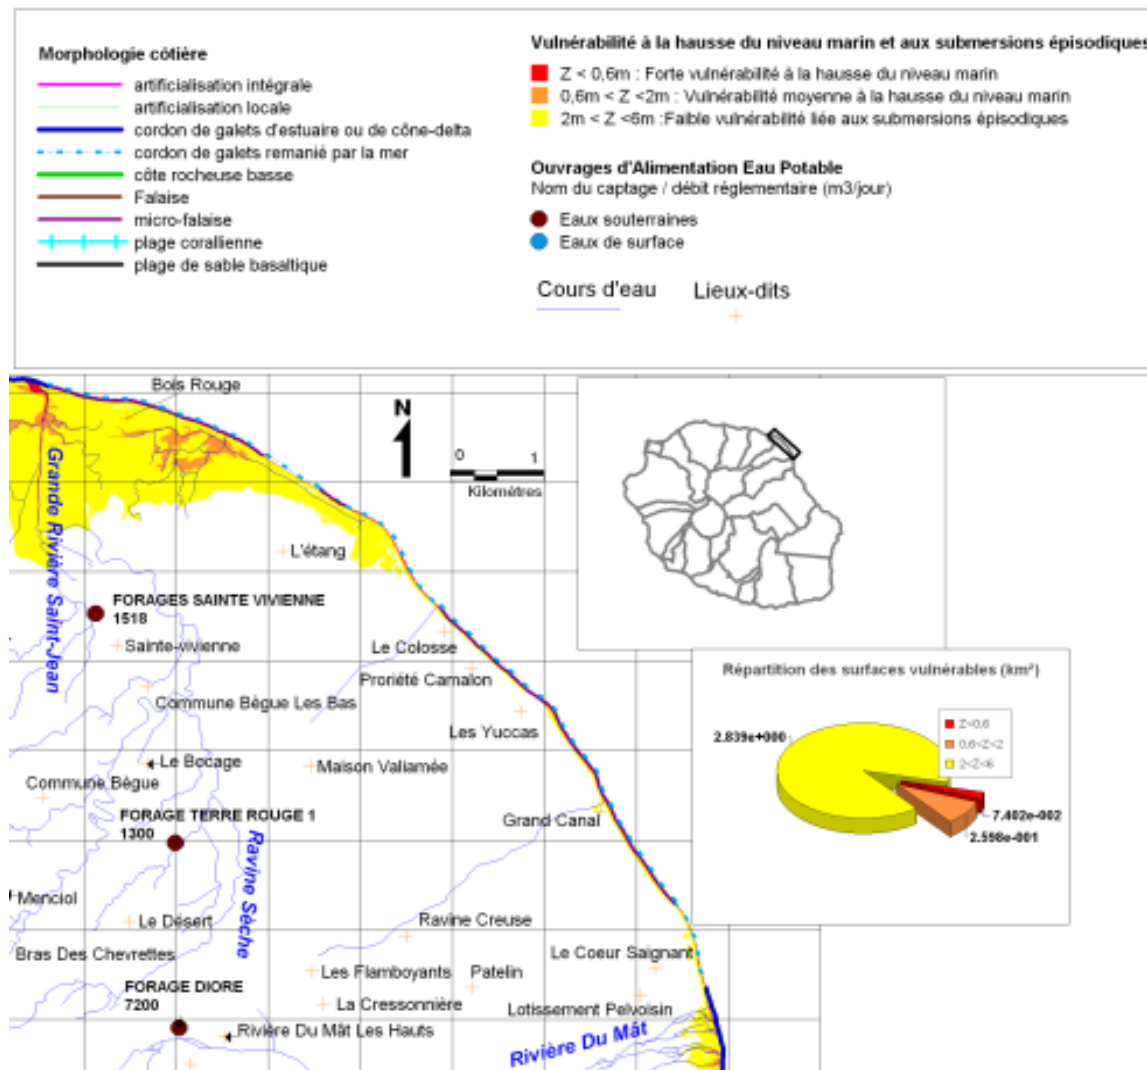 Morphologie côtière
artificialisation intégrale
artificialisation locale
cordon de galets d'estuaire ou de cône-delta
cordon de galets remanié par la mer
côte rocheuse basse
Falaise
micro-falaise
plage corallienne
plage de sable basaltique
Vulnérabilité à la hausse du niveau marin et aux submersions épisodiques
Z < 0,6m : Forte vulnérabilité à la hausse du niveau marin
0,6m < Z <2m : Vulnérabilité moyenne à la hausse du niveau marin
2m < Z <6m :Faible vulnérabilité liée aux submersions épisodiques
Ouvrages d'Alimentation Eau Potable
Nom du captage / débit réglementaire (m3/jour)
Eaux souterraines
Eaux de surface
Cours d'eau
Lieux-dits
Bois Rouge
N
0 1
Kilomètres
Grande Rivière Saint-Jean
L'étang
FORAGES SAINTE VIVIENNE
1518
Sainte-vivienne
Le Colosse
Proriété Camalon
Commune Bègue Les Bas
Les Yuccas
Le Bocage
Maison Valiamée
Commune Bègue
FORAGE TERRE ROUGE 1
1300
Grand Canal
Ravine Sèche
Menciol
Le Désert
Ravine Creuse
Bras Des Chevrettes
Le Coeur Saignant
Les Flamboyants
Patelin
FORAGE DIORE
7200
La Cressonnière
Lotissement Pelvoisin
Rivière Du Mât Les Hauts
Rivière Du Mât
Répartition des surfaces vulnérables (km²)
2.839e+000
Z<0,6
0,6<Z<2
2<Z<6
7.402e-002
2.598e-001